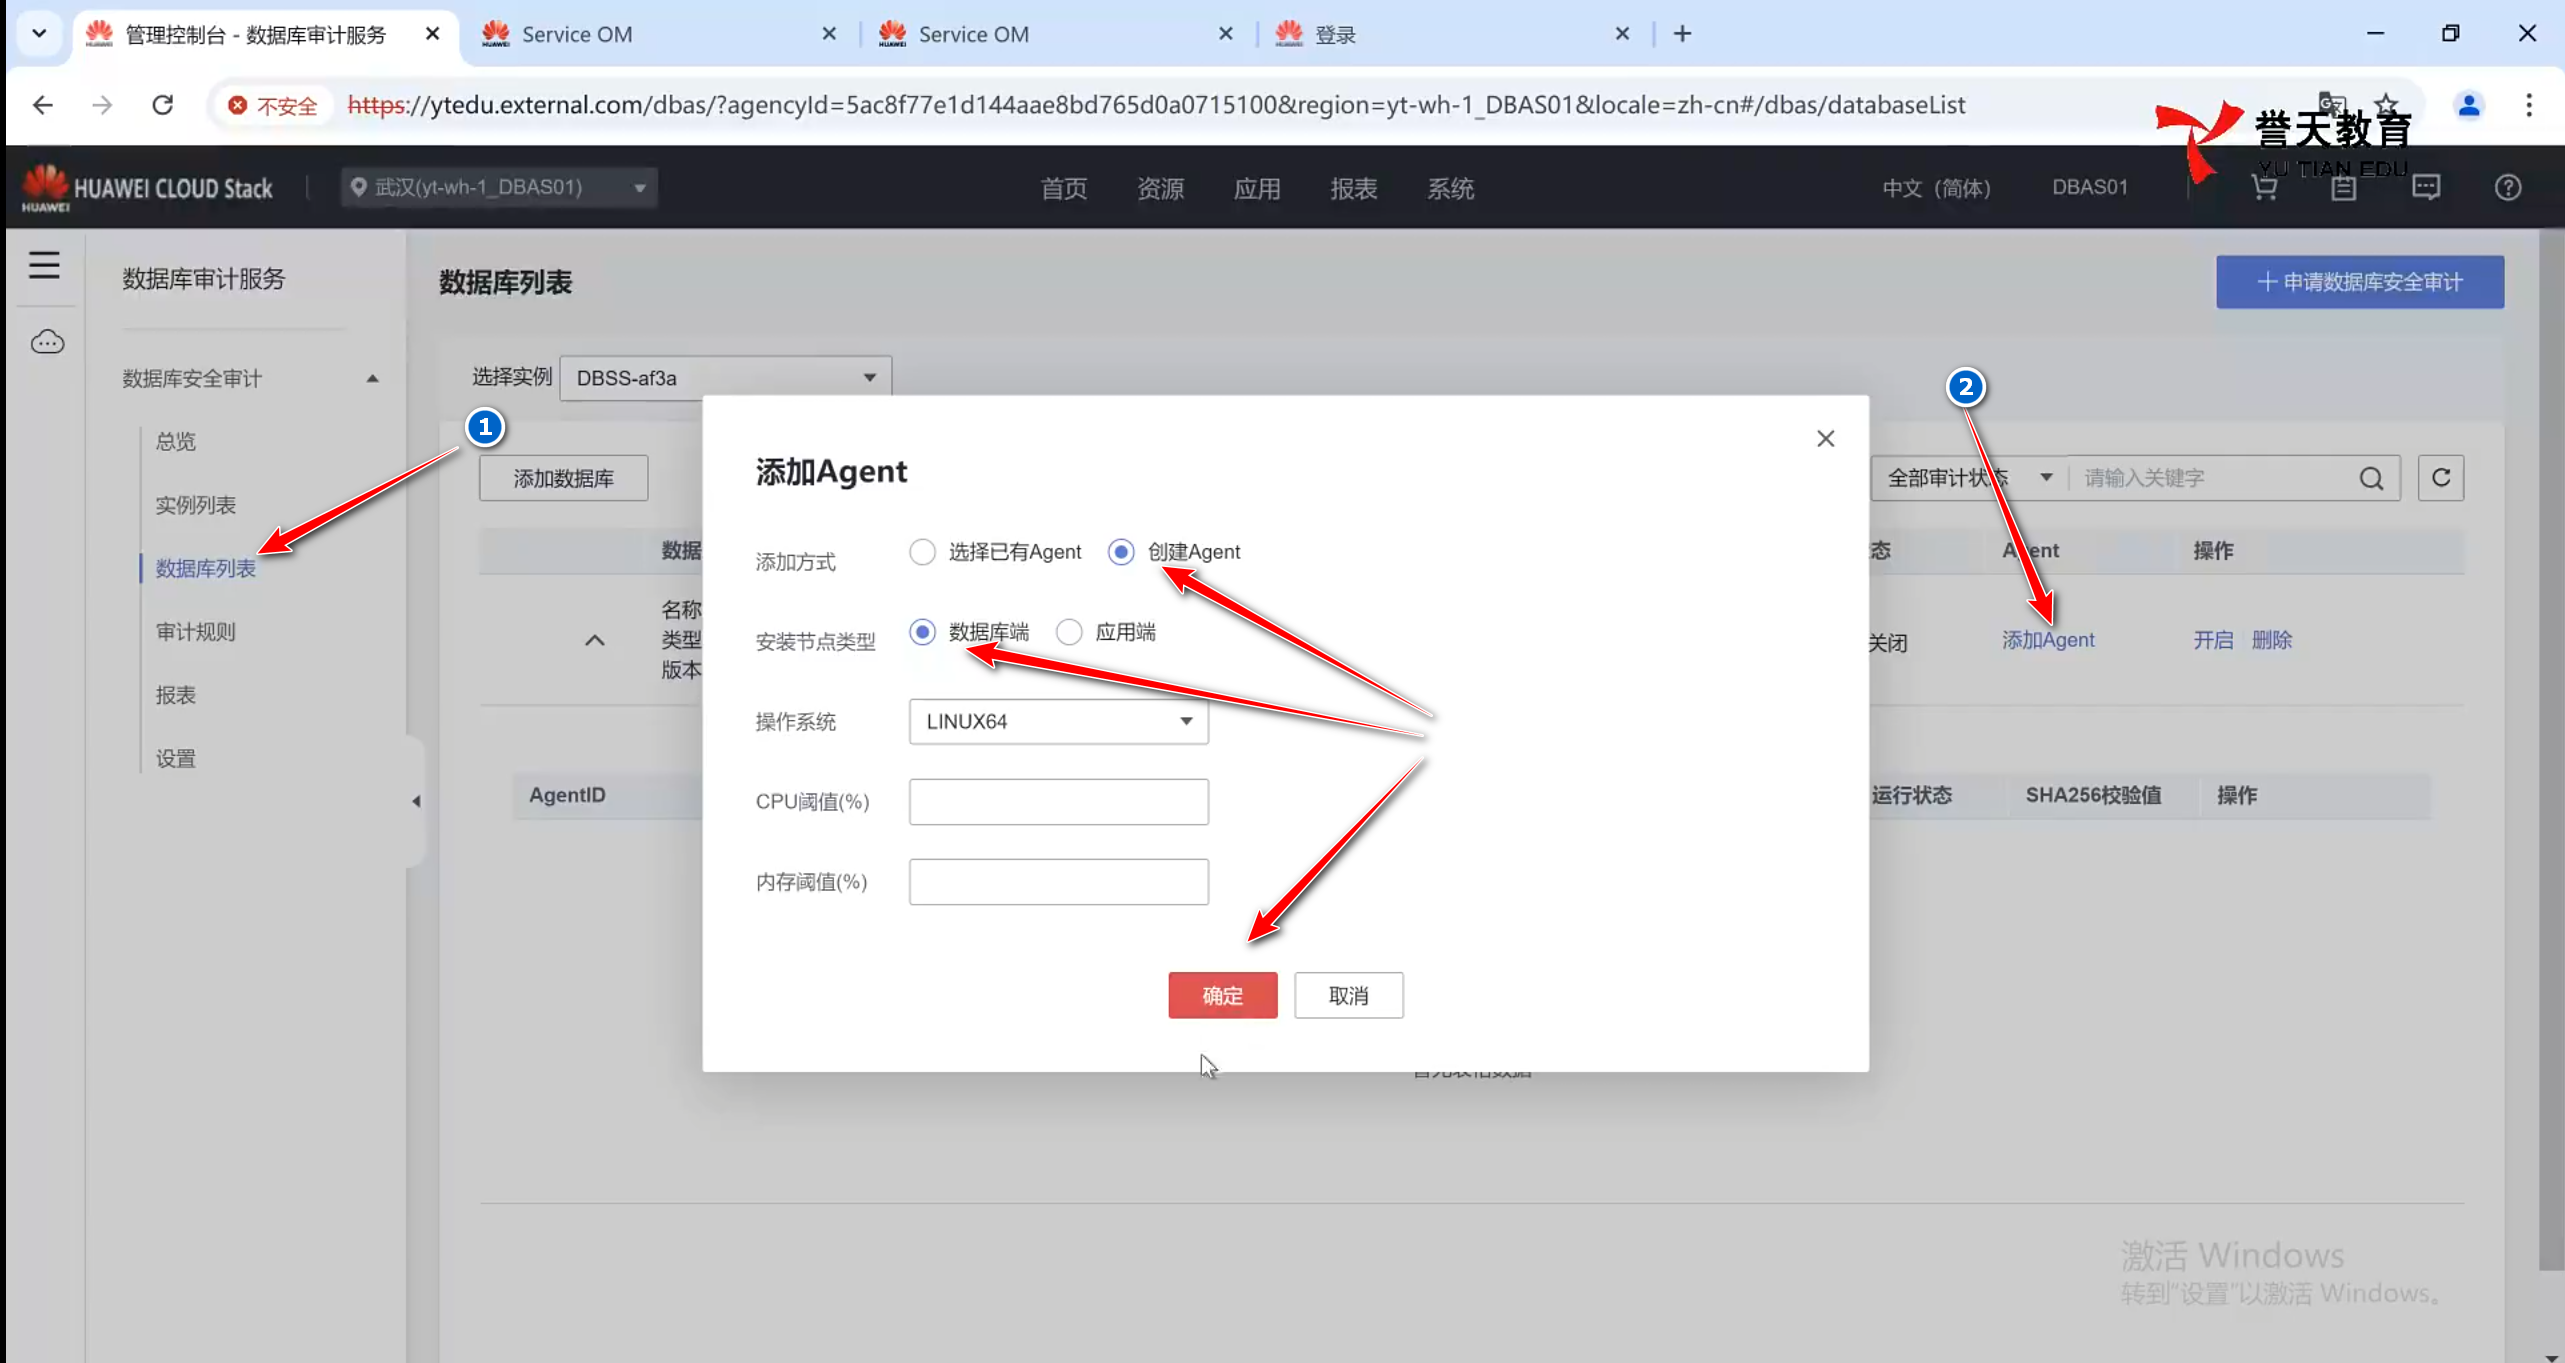 管理控制台 - 数据库审计服务
Service OM
Service OM
登录
不安全
https://ytedu.external.com/dbas/?agencyId=5ac8f77e1d144aae8bd765d0a0715100&region=yt-wh-1_DBAS01&locale=zh-cn#/dbas/databaseList
誉天教育
YU TIAN EDU
HUAWEI
HUAWEI CLOUD Stack
武汉(yt-wh-1_DBAS01)
首页
资源
应用
报表
系统
中文（简体）
DBAS01
数据库审计服务
数据库列表
申请数据库安全审计
数据库安全审计
选择实例
DBSS-af3a
1
2
总览
实例列表
数据库列表
审计规则
报表
设置
添加数据库
全部审计状态
请输入关键字
数据
态
Agent
操作
名称
类型
版本
关闭
添加Agent
开启
删除
AgentID
运行状态
SHA256校验值
操作
添加Agent
添加方式
选择已有Agent
创建Agent
安装节点类型
数据库端
应用端
操作系统
LINUX64
CPU阈值(%)
内存阈值(%)
确定
取消
暂无表格数据
激活 Windows
转到"设置"以激活 Windows。